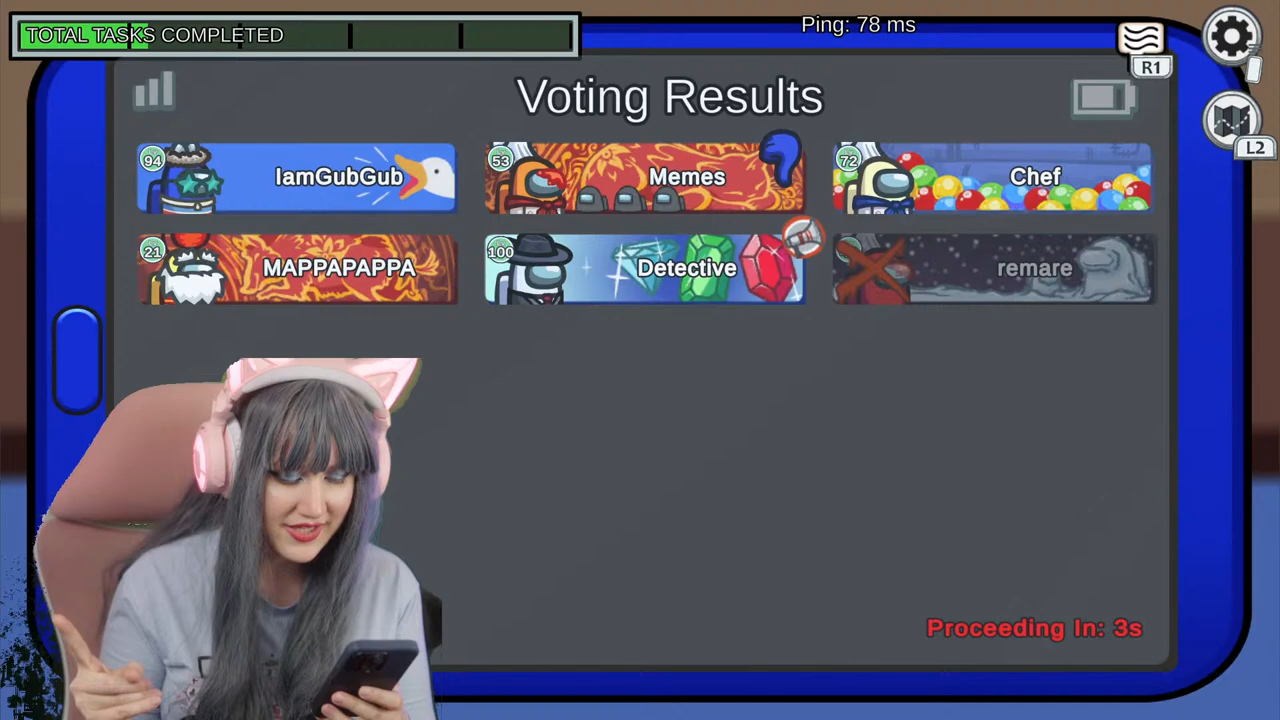 TOTAL TASKS COMPLETED
Ping: 78 ms
R1
Voting Results
L2
94 IamGubGub
53 Memes
72 Chef
21 MAPPAPAPPA
100 Detective
remare
Proceeding In: 3s